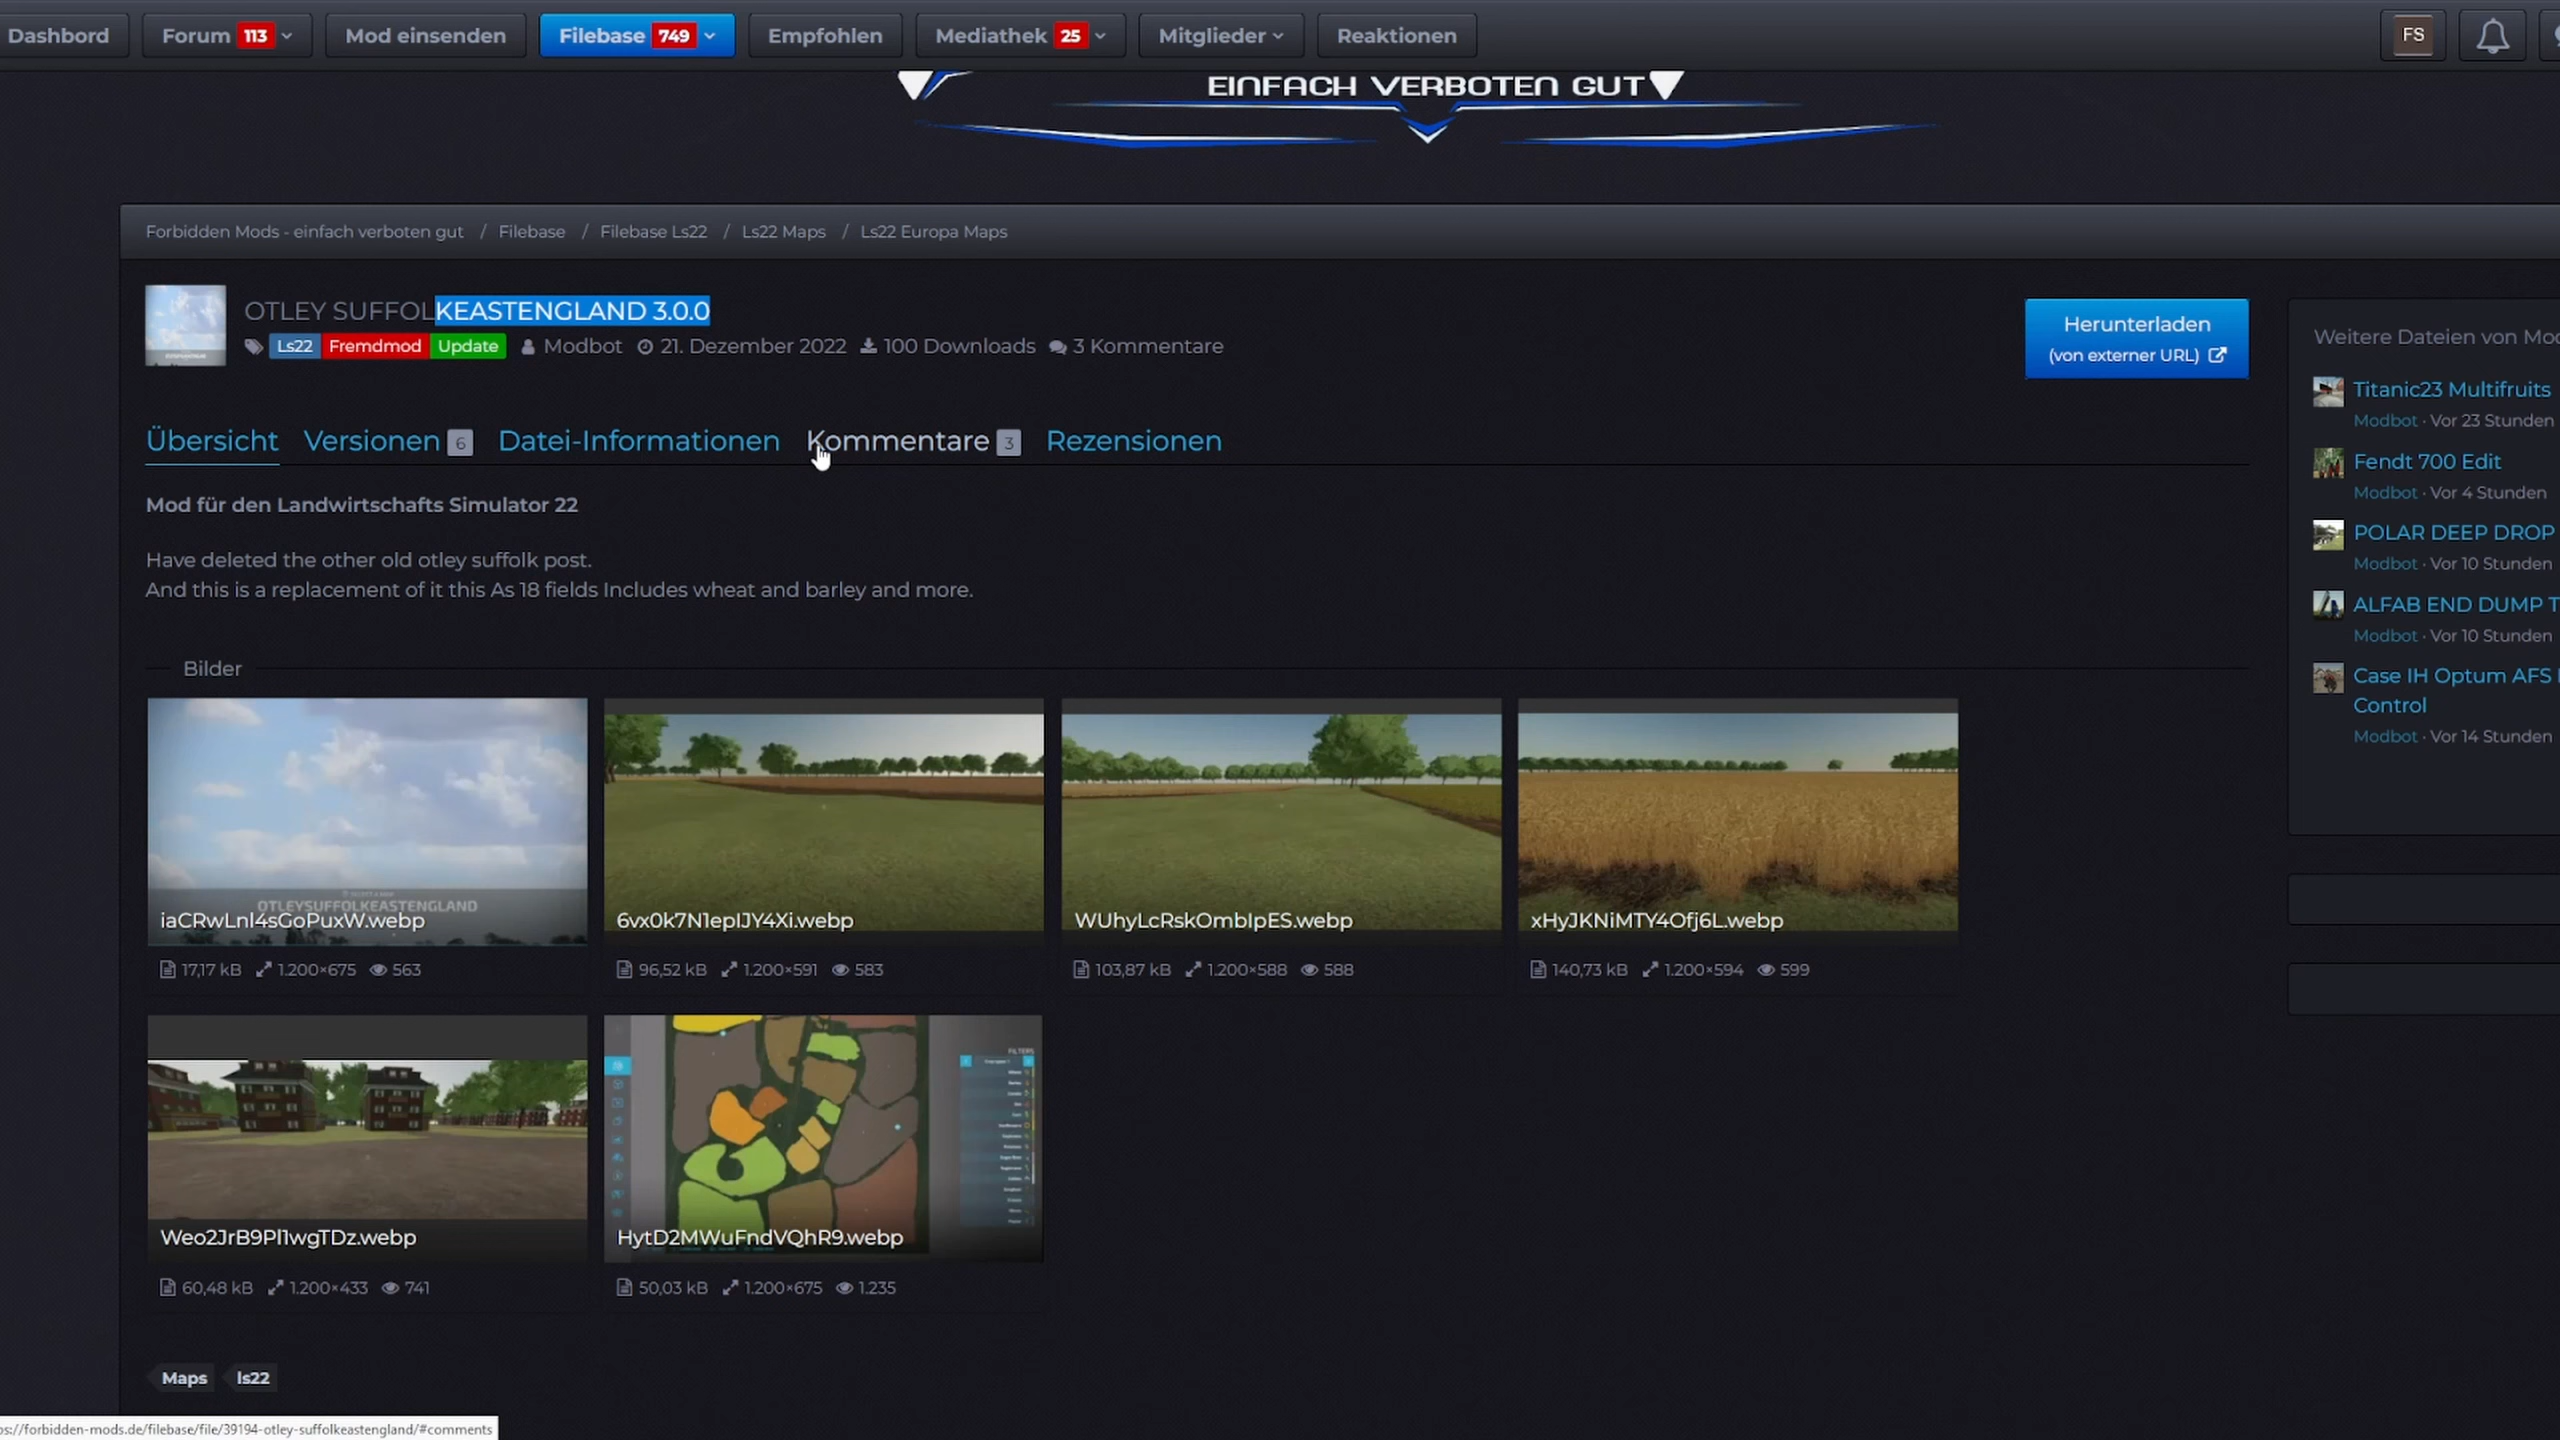 Dashbord
Forum 113
Mod einsenden
Filebase 749
Empfohlen
Mediathek 25
Mitglieder
Reaktionen
FS
EINFACH VERBOTEN GUT
Forbidden Mods - einfach verboten gut / Filebase / Filebase Ls22 / Ls22 Maps / Ls22 Europa Maps
OTLEY SUFFOLKEASTENGLAND 3.0.0
Ls22 Fremdmod Update Modbot 21. Dezember 2022 100 Downloads 3 Kommentare
Herunterladen
(von externer URL)
Übersicht Versionen 6 Datei-Informationen Kommentare 3 Rezensionen
Mod für den Landwirtschafts Simulator 22
Have deleted the other old otley suffolk post.
And this is a replacement of it this As 18 fields Includes wheat and barley and more.
Bilder
OTLEYSUFFOLKEASTENGLAND
iaCRwLnl4sGoPuxW.webp
17,17 kB 1.200×675 563
6vx0k7N1epIJY4Xi.webp
96,52 kB 1.200×591 583
WUhyLcRskOmbIpES.webp
103,87 kB 1.200×588 588
xHyJKNiMTY4Ofj6L.webp
140,73 kB 1.200×594 599
Weo2JrB9Pl1wgTDz.webp
60,48 kB 1.200×433 741
FILTERS
HytD2MWuFndVQhR9.webp
50,03 kB 1.200×675 1.235
Maps
ls22
Weitere Dateien von Mod
Titanic23 Multifruits
Modbot · Vor 23 Stunden
Fendt 700 Edit
Modbot · Vor 4 Stunden
POLAR DEEP DROP
Modbot · Vor 10 Stunden
ALFAB END DUMP T
Modbot · Vor 10 Stunden
Case IH Optum AFS
Control
Modbot · Vor 14 Stunden
ps://forbidden-mods.de/filebase/file/39194-otley-suffolkeastengland/#comments